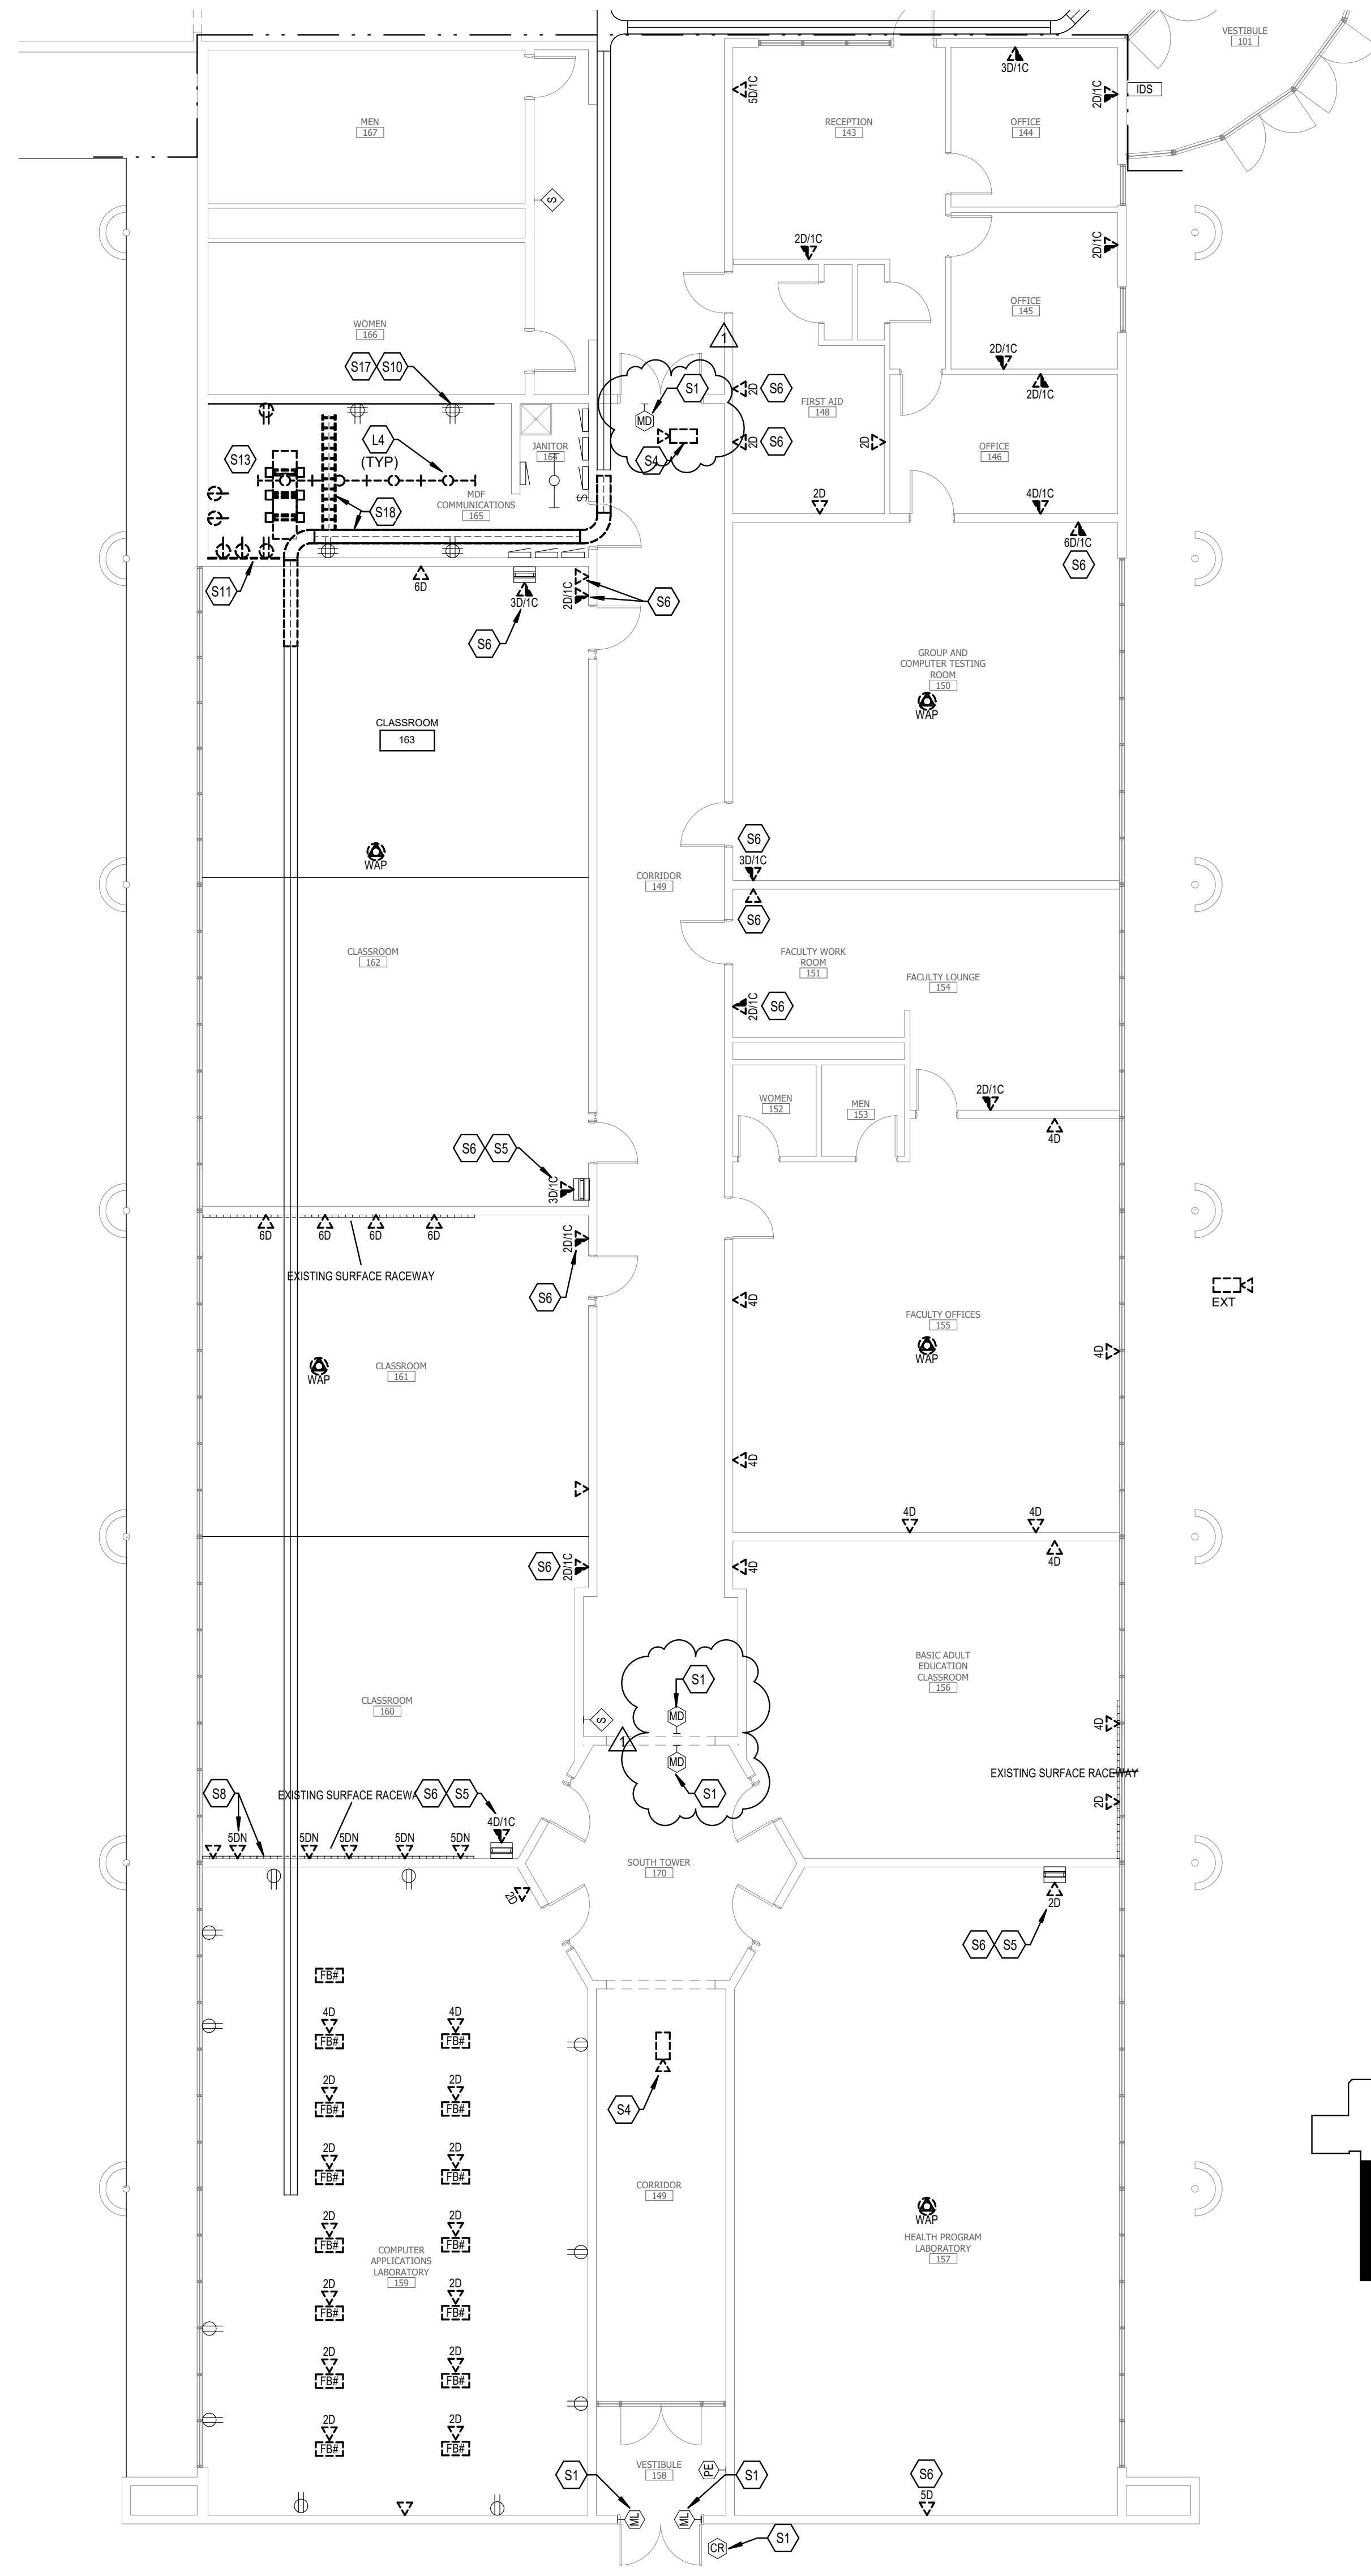 VESTIBULE
101
3D/1C
5D/1C
2D/1C
IDS
MEN
167
RECEPTION
143
OFFICE
144
S
2D/1C
2D/1C
OFFICE
145
WOMEN
166
1
S17
S10
2D/1C
S1
2D
S6
2D/1C
FIRST AID
148
MD
L4
(TYP)
S13
JANITOR
164
S4
2D
S6
2D
OFFICE
146
MDF
COMMUNICATIONS
165
S
2D
4D/1C
S18
6D/1C
S6
S11
6D
3D/1C
2D/1C
S6
S6
GROUP AND
COMPUTER TESTING
ROOM
150
WAP
CLASSROOM
163
WAP
S6
3D/1C
CORRIDOR
149
S6
CLASSROOM
162
FACULTY WORK
ROOM
151
FACULTY LOUNGE
154
2D/1C
S6
WOMEN
152
MEN
153
2D/1C
4D
S6
S5
3D/1C
6D
6D
6D
6D
2D/1C
EXISTING SURFACE RACEWAY
S6
4D
EXT
FACULTY OFFICES
155
WAP
4D
CLASSROOM
161
WAP
4D
4D
4D
4D
S6
2D/1C
4D
BASIC ADULT
EDUCATION
CLASSROOM
156
S1
CLASSROOM
160
S
MD
4D
1
MD
S1
EXISTING SURFACE RACEWAY
2D
S8
EXISTING SURFACE RACEWA
S6
S5
4D/1C
5DN
5DN
5DN
5DN
5DN
SOUTH TOWER
170
2D
2D
S6
S5
FB#
4D
4D
FB#
FB#
2D
2D
FB#
FB#
S4
2D
2D
FB#
FB#
CORRIDOR
149
2D
2D
WAP
FB#
FB#
HEALTH PROGRAM
LABORATORY
157
COMPUTER
APPLICATIONS
LABORATORY
159
2D
2D
FB#
FB#
2D
2D
FB#
FB#
2D
2D
FB#
FB#
VESTIBULE
158
PE
S1
S1
S6
5D
ML
ML
CR
S1